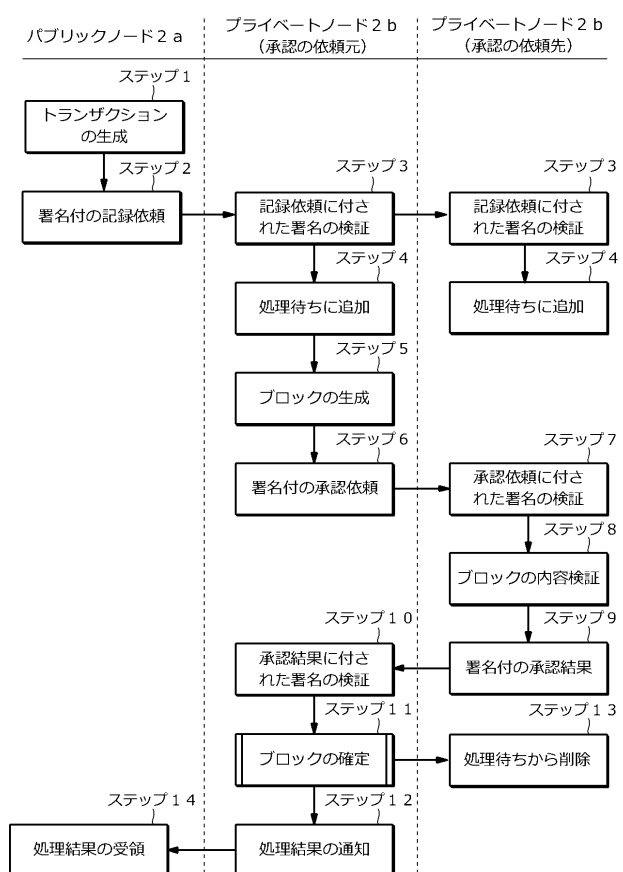 パブリックノード２ａ
プライベートノード２ｂ
（承認の依頼元）
プライベートノード２ｂ
（承認の依頼先）
ステップ１
トランザクション
の生成
ステップ２
署名付の記録依頼
ステップ３
記録依頼に付さ
れた署名の検証
ステップ３
記録依頼に付さ
れた署名の検証
ステップ４
処理待ちに追加
ステップ４
処理待ちに追加
ステップ５
ブロックの生成
ステップ６
署名付の承認依頼
ステップ７
承認依頼に付さ
れた署名の検証
ステップ８
ブロックの内容検証
ステップ９
署名付の承認結果
ステップ１０
承認結果に付さ
れた署名の検証
ステップ１１
ブロックの確定
ステップ１３
処理待ちから削除
ステップ１２
処理結果の通知
ステップ１４
処理結果の受領